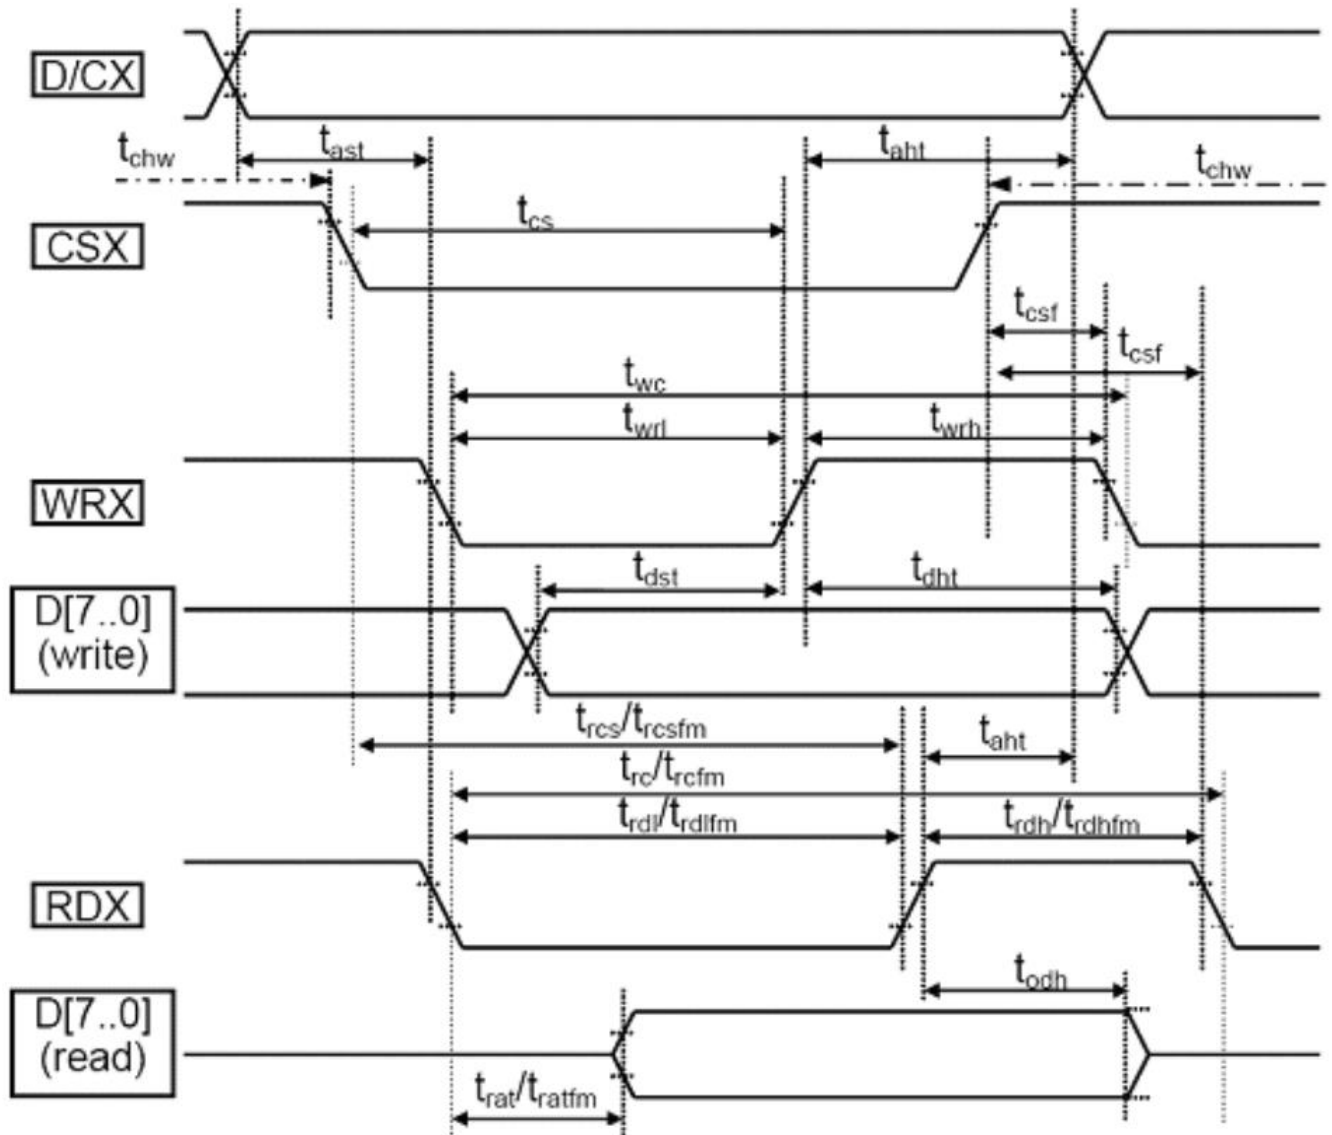 D/CX
tchw
tast
taht
tchw
CSX
tcs
tcsf
tcsf
twc
twrl
twrh
WRX
tdst
tdht
D[7..0]
(write)
trcs/trcsfm
taht
trc/trcfm
trdl/trdlfm
trdh/trdhfm
RDX
todh
D[7..0]
(read)
trat/tratfm